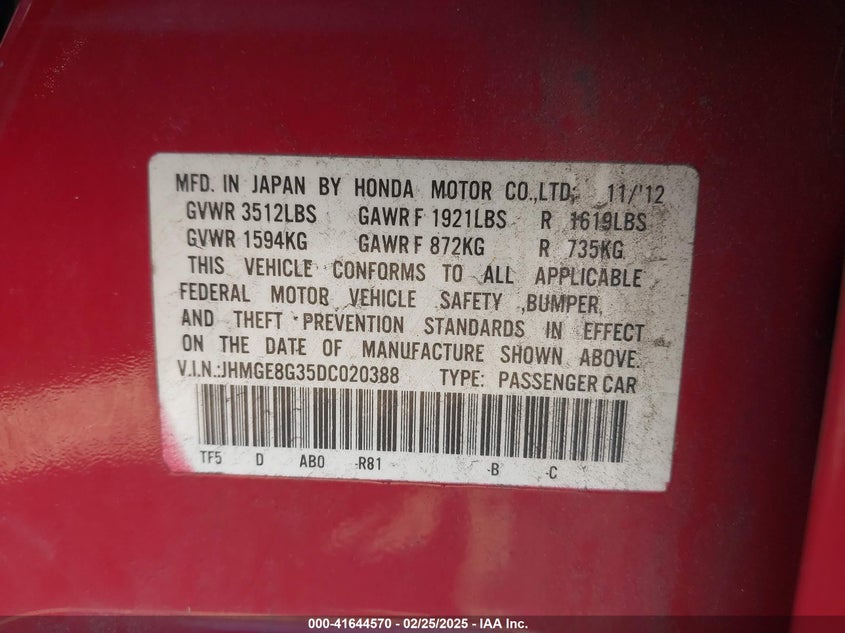 MFD. IN JAPAN BY HONDA MOTOR CO.,LTD; 11/'12
GVWR 3512LBS GAWR F 1921LBS R 1619LBS
GVWR 1594KG GAWR F 872KG R 735KG
THIS VEHICLE CONFORMS TO ALL APPLICABLE
FEDERAL MOTOR VEHICLE SAFETY ,BUMPER,
AND THEFT PREVENTION STANDARDS IN EFFECT
ON THE DATE OF MANUFACTURE SHOWN ABOVE.
V.I.N.:JHMGE8G35DC020388 TYPE: PASSENGER CAR
TF5 D AB0 -R81 -B -C
000-41644570 - 02/25/2025 - IAA Inc.